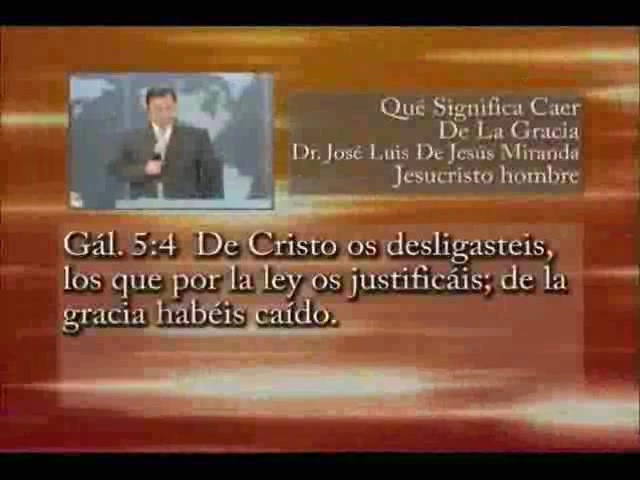 Qué Significa Caer
De La Gracia
Dr. José Luis De Jesús Miranda
Jesucristo hombre
Gál. 5:4 De Cristo os desligasteis,
los que por la ley os justificáis; de la
gracia habéis caído.